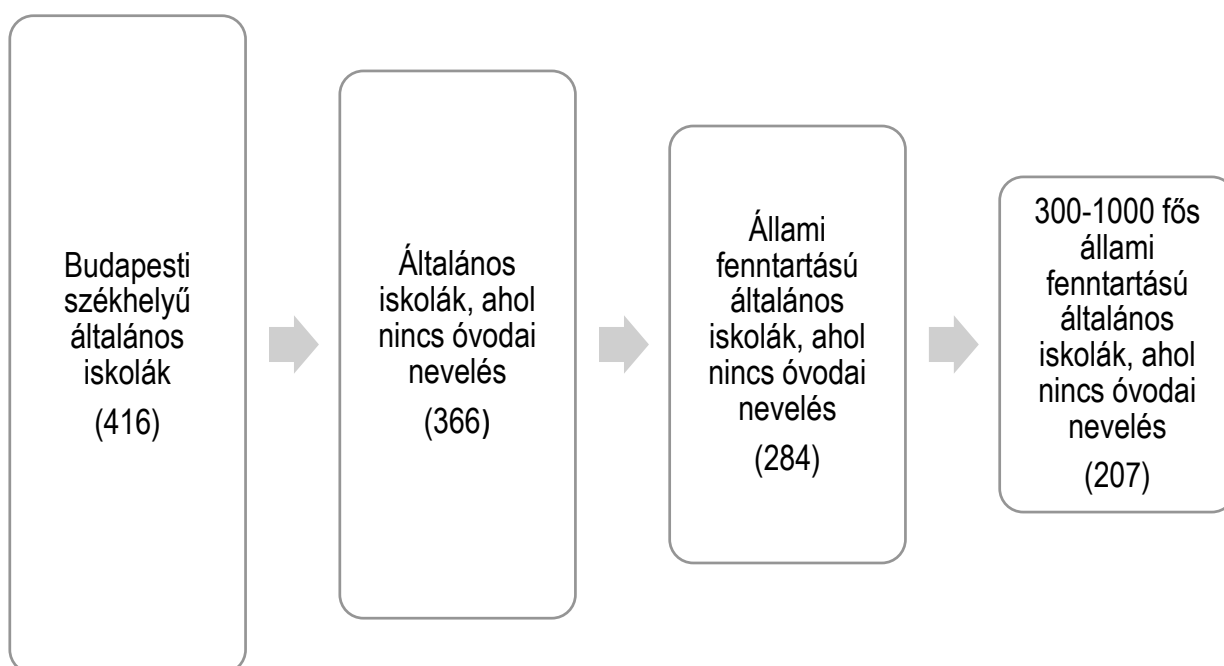 Budapesti
székhelyű
általános
iskolák
(416)
Általános
iskolák, ahol
nincs óvodai
nevelés
(366)
Állami
fenntartású
általános
iskolák, ahol
nincs óvodai
nevelés
(284)
300-1000 fős
állami
fenntartású
általános
iskolák, ahol
nincs óvodai
nevelés
(207)